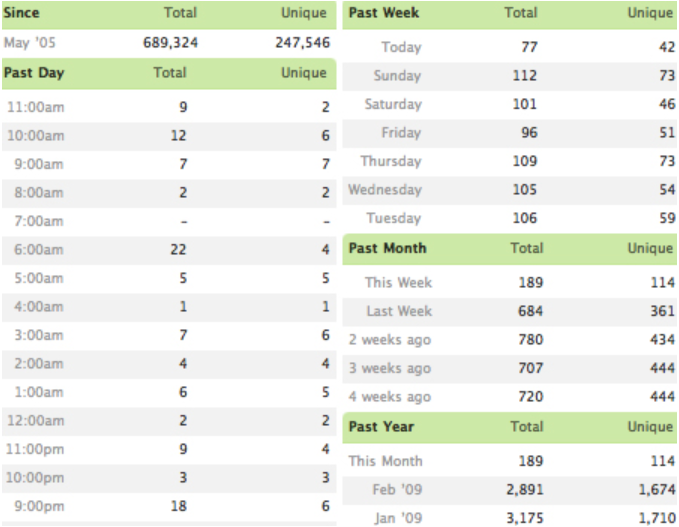 Since Total Unique
May '05 689,324 247,546
Past Day Total Unique
11:00am 9 2
10:00am 12 6
9:00am 7 7
8:00am 2 2
7:00am - -
6:00am 22 4
5:00am 5 5
4:00am 1 1
3:00am 7 6
2:00am 4 4
1:00am 6 5
12:00am 2 2
11:00pm 9 4
10:00pm 3 3
9:00pm 18 6
Past Week Total Unique
Today 77 42
Sunday 112 73
Saturday 101 46
Friday 96 51
Thursday 109 73
Wednesday 105 54
Tuesday 106 59
Past Month Total Unique
This Week 189 114
Last Week 684 361
2 weeks ago 780 434
3 weeks ago 707 444
4 weeks ago 720 444
Past Year Total Unique
This Month 189 114
Feb '09 2,891 1,674
Jan '09 3,175 1,710